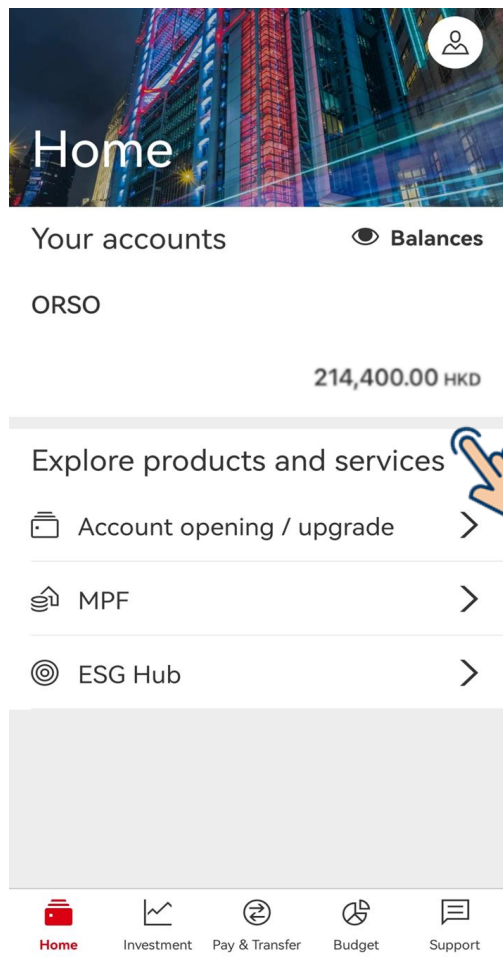 Home
Your accounts Balances
ORSO
214,400.00 HKD
Explore products and services
Account opening / upgrade
MPF
ESG Hub
Home Investment Pay & Transfer Budget Support